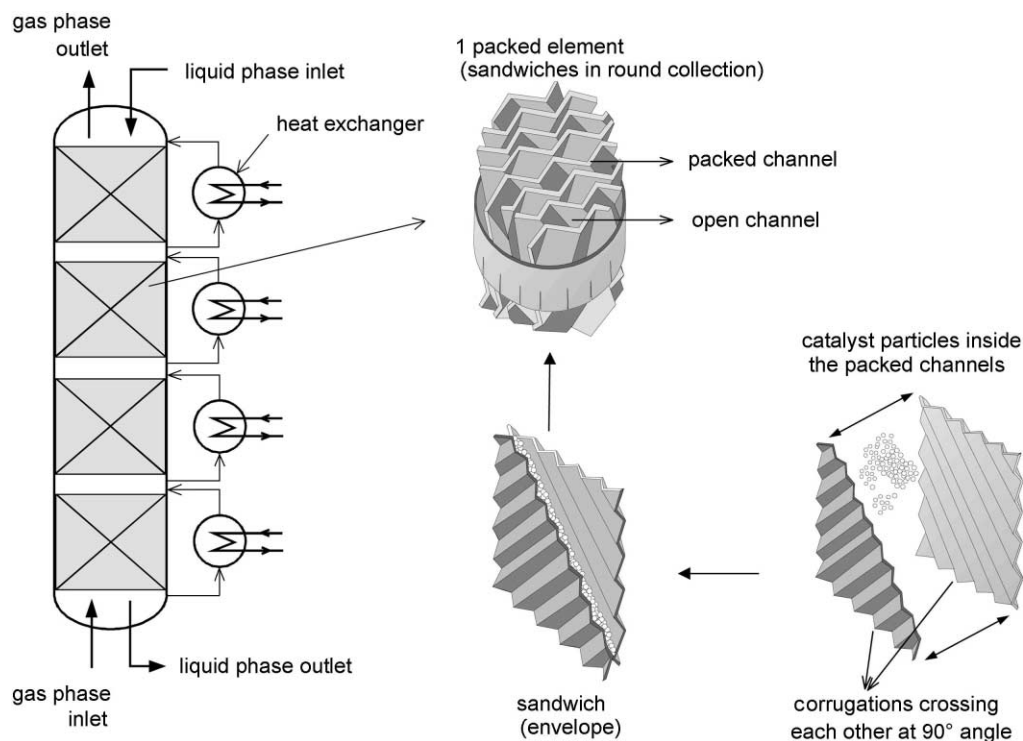 gas phase
outlet
liquid phase inlet
heat exchanger
liquid phase outlet
gas phase
inlet
1 packed element
(sandwiches in round collection)
packed channel
open channel
catalyst particles inside
the packed channels
sandwich
(envelope)
corrugations crossing
each other at 90° angle